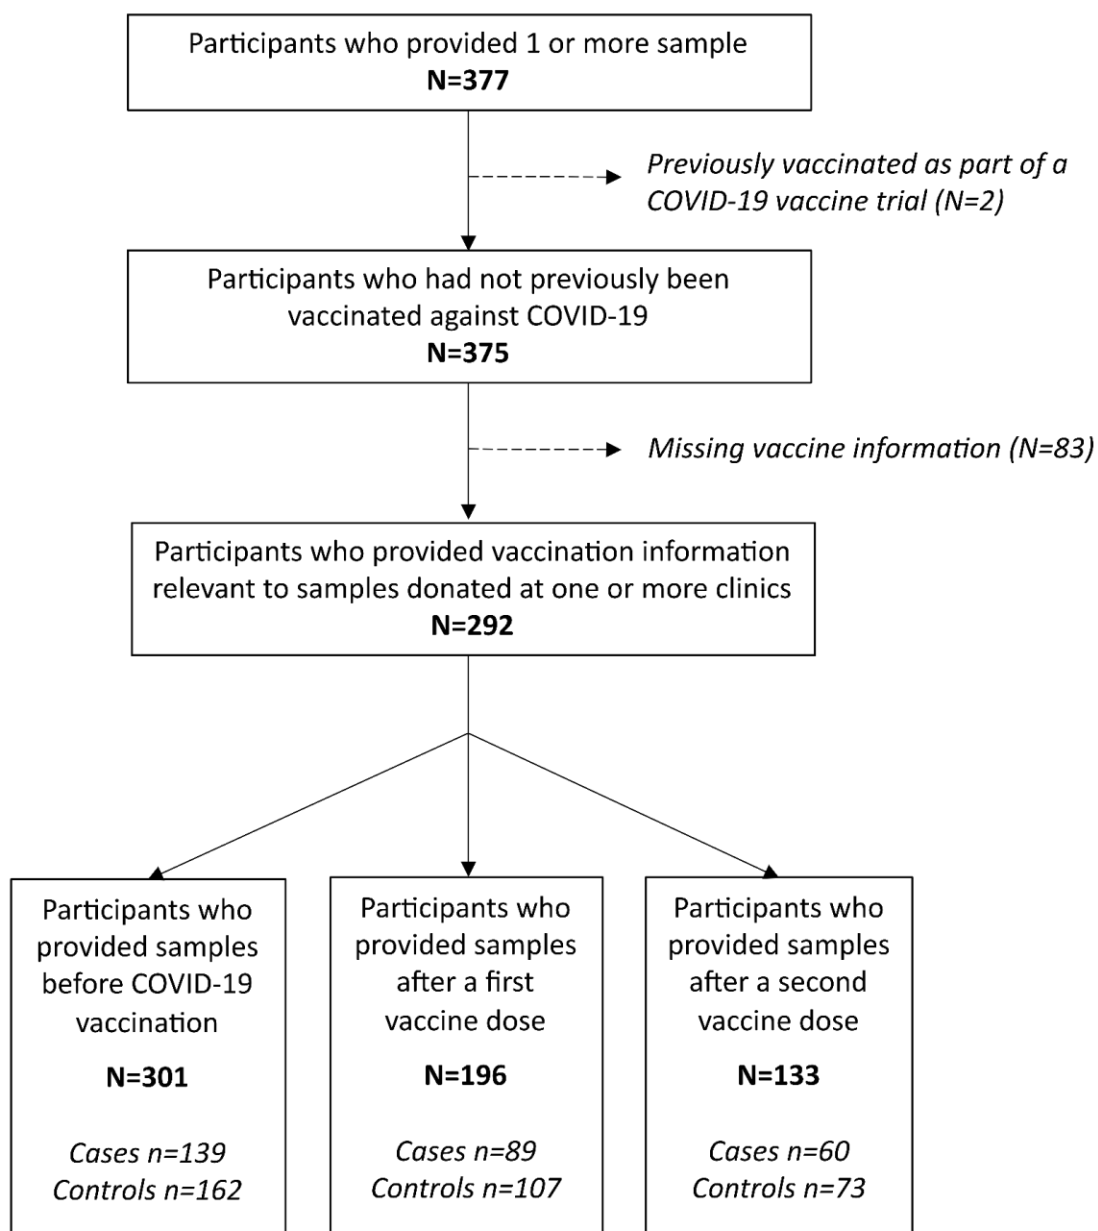 Participants who provided 1 or more sample
N=377
Previously vaccinated as part of a
COVID-19 vaccine trial (N=2)
Participants who had not previously been
vaccinated against COVID-19
N=375
Missing vaccine information (N=83)
Participants who provided vaccination information
relevant to samples donated at one or more clinics
N=292
Participants who
provided samples
before COVID-19
vaccination
N=301
Cases n=139
Controls n=162
Participants who
provided samples
after a first
vaccine dose
N=196
Cases n=89
Controls n=107
Participants who
provided samples
after a second
vaccine dose
N=133
Cases n=60
Controls n=73